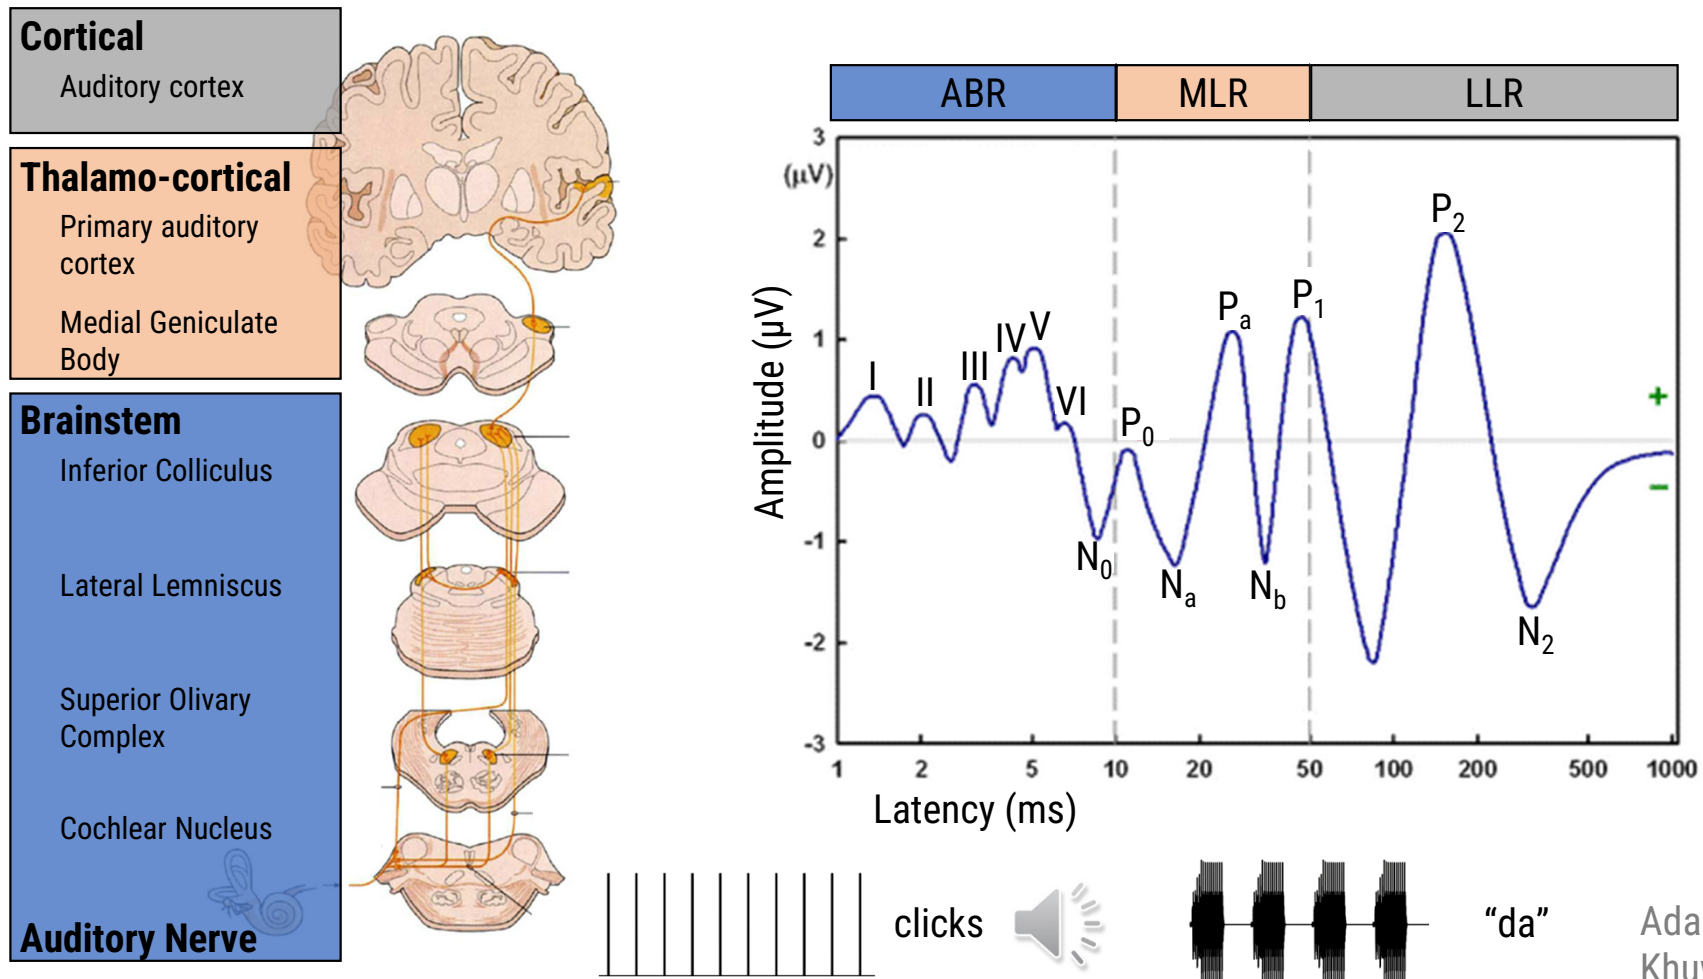 Cortical
Auditory cortex
Thalamo-cortical
Primary auditory
cortex
Medial Geniculate
Body
Brainstem
Inferior Colliculus
Lateral Lemniscus
Superior Olivary
Complex
Cochlear Nucleus
Auditory Nerve
ABR MLR LLR
3
(μV)
2
1
0
-1
-2
-3
Amplitude (μV)
I
II
III
IV
V
VI
N0
P0
Na
Pa
Nb
P1
P2
N2
+
−
1 2 5 10 20 50 100 200 500 1000
Latency (ms)
clicks
“da”
Ada
Khuv